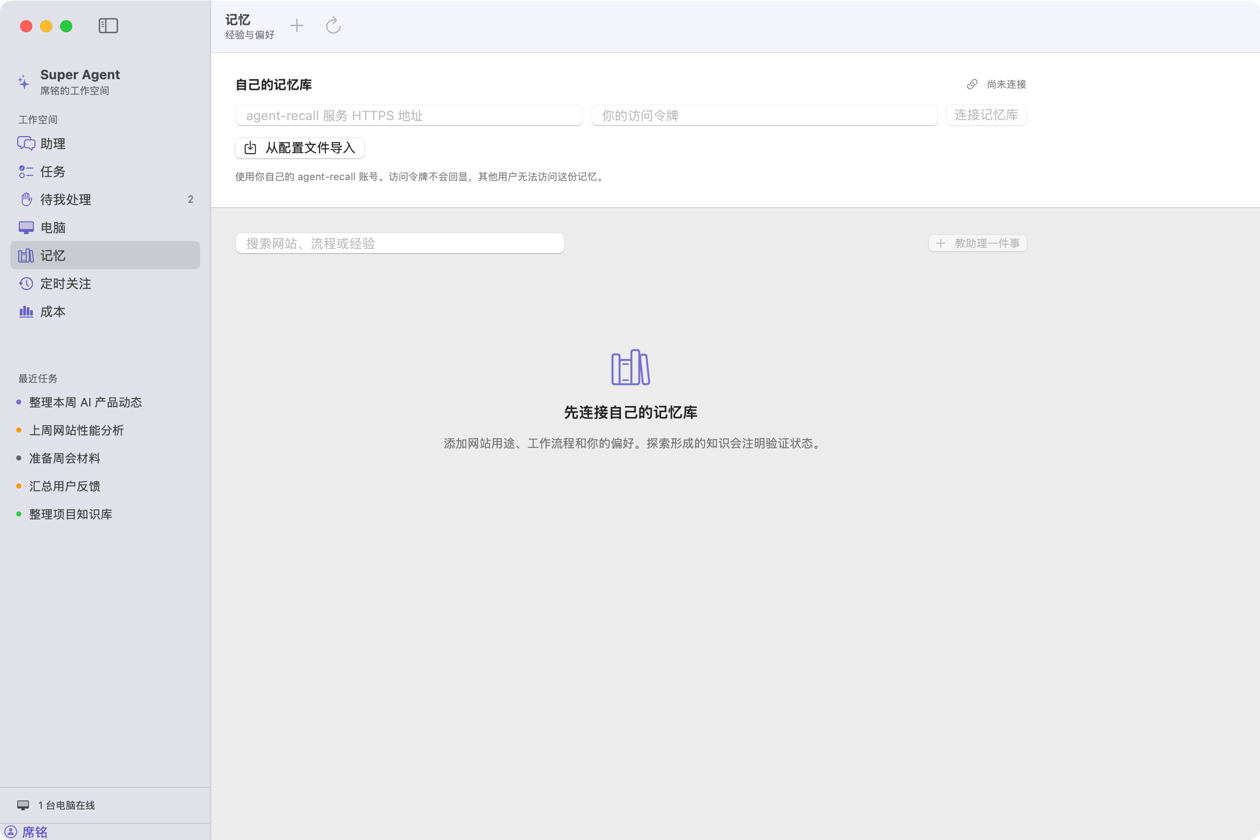 记忆
经验与偏好
Super Agent
席铭的工作空间
工作空间
助理
任务
待我处理 2
电脑
记忆
定时关注
成本
最近任务
整理本周 AI 产品动态
上周网站性能分析
准备周会材料
汇总用户反馈
整理项目知识库
1 台电脑在线
席铭
自己的记忆库 尚未连接
agent-recall 服务 HTTPS 地址 你的访问令牌 连接记忆库
从配置文件导入
使用你自己的 agent-recall 账号。访问令牌不会回显，其他用户无法访问这份记忆。
搜索网站、流程或经验 教助理一件事
先连接自己的记忆库
添加网站用途、工作流程和你的偏好。探索形成的知识会注明验证状态。